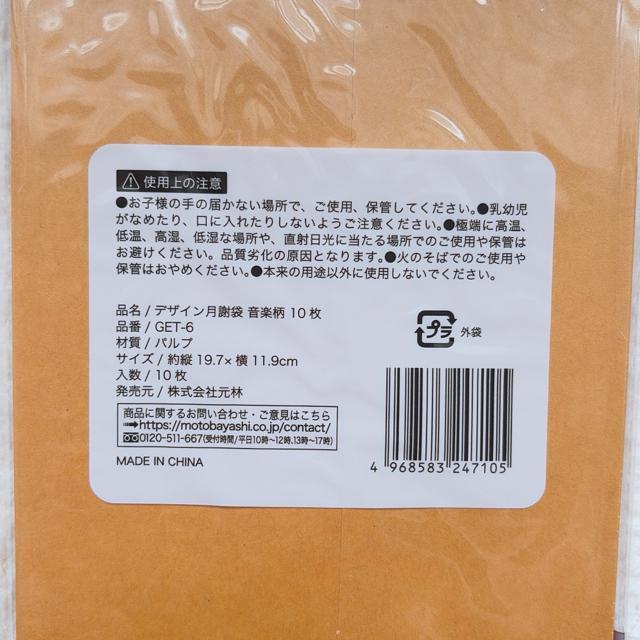 使用上の注意
●お子様の手の届かない場所で、ご使用、保管してください。●乳幼児
がなめたり、口に入れたりしないようご注意ください。●極端に高温、
低温、高湿、低湿な場所や、直射日光に当たる場所でのご使用や保管は
お避けください。品質劣化の原因となります。●火のそばでのご使用や
保管はおやめください。●本来の用途以外に使用しないでください。
品名／デザイン月謝袋 音楽柄 10枚
品番／GET-6
材質／パルプ
サイズ／約縦 19.7×横 11.9cm
入数／10枚
発売元／株式会社元林
プラ 外袋
商品に関するお問い合わせ・ご意見はこちら
→https://motobayashi.co.jp/contact/
0120-511-667(受付時間/平日10時〜12時、13時〜17時)
MADE IN CHINA
4 968583 247105